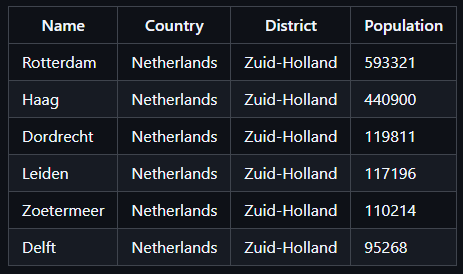 Name Country District Population
Rotterdam Netherlands Zuid-Holland 593321
Haag Netherlands Zuid-Holland 440900
Dordrecht Netherlands Zuid-Holland 119811
Leiden Netherlands Zuid-Holland 117196
Zoetermeer Netherlands Zuid-Holland 110214
Delft Netherlands Zuid-Holland 95268